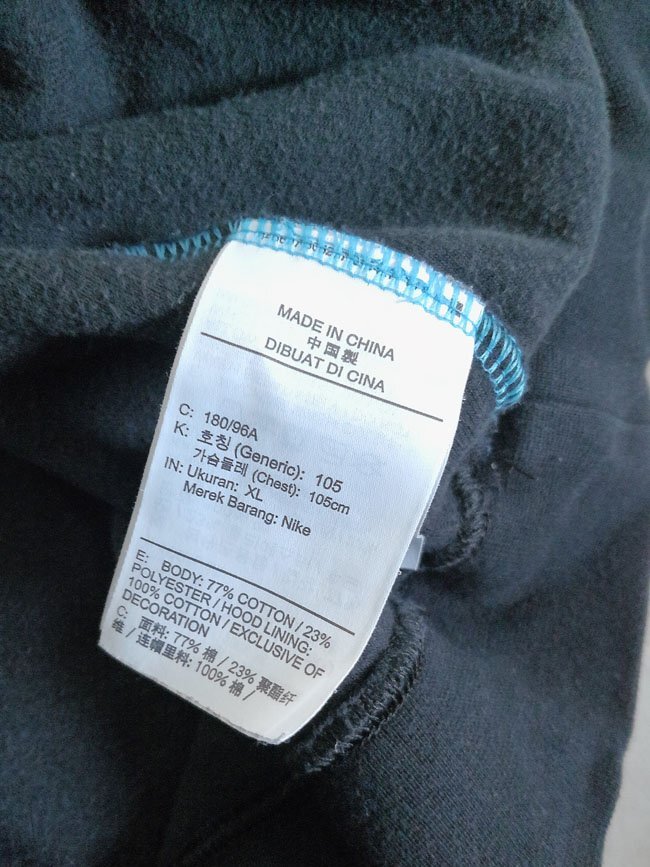 MADE IN CHINA
中国製
DIBUAT DI CINA
C: 180/96A
K: 호칭 (Generic): 105
가슴둘레 (Chest): 105cm
IN: Ukuran: XL
Merek Barang: Nike
E: BODY: 77% COTTON / 23%
POLYESTER / HOOD LINING:
100% COTTON / EXCLUSIVE OF
DECORATION
C: 面料: 77% 棉 / 23% 聚酯纤
维 / 连帽里料: 100% 棉 /